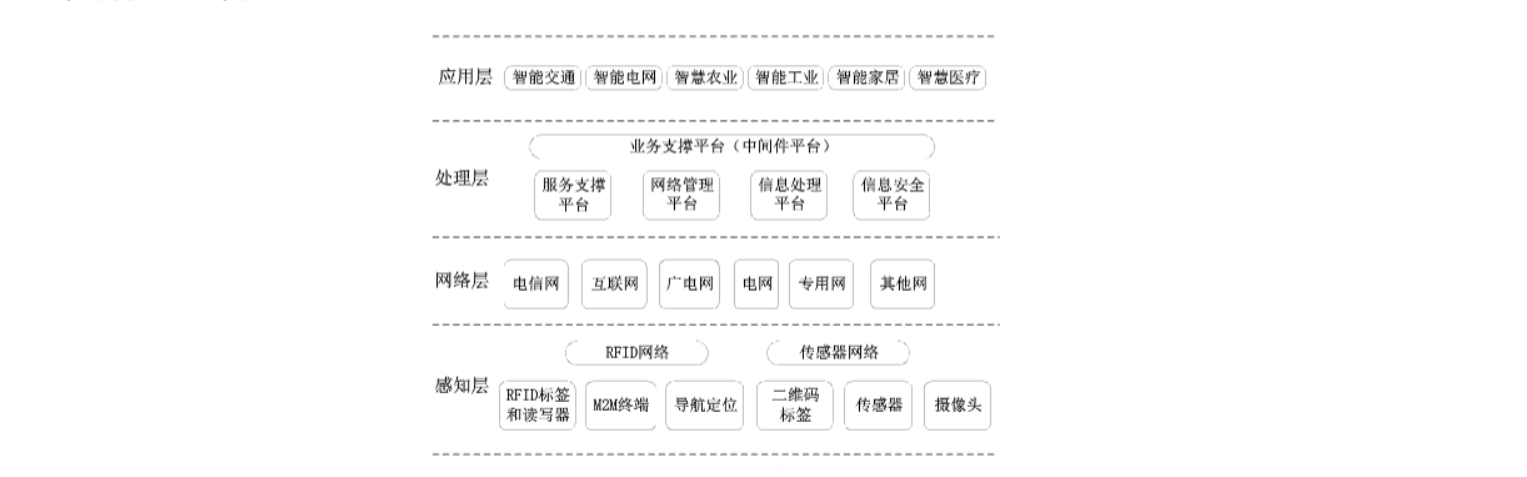 应用层 智能交通 智能电网 智慧农业 智能工业 智能家居 智慧医疗
业务支撑平台（中间件平台）
处理层
服务支撑平台 网络管理平台 信息处理平台 信息安全平台
网络层 电信网 互联网 广电网 电网 专用网 其他网
RFID网络 传感器网络
感知层
RFID标签和读写器 M2M终端 导航定位 二维码标签 传感器 摄像头